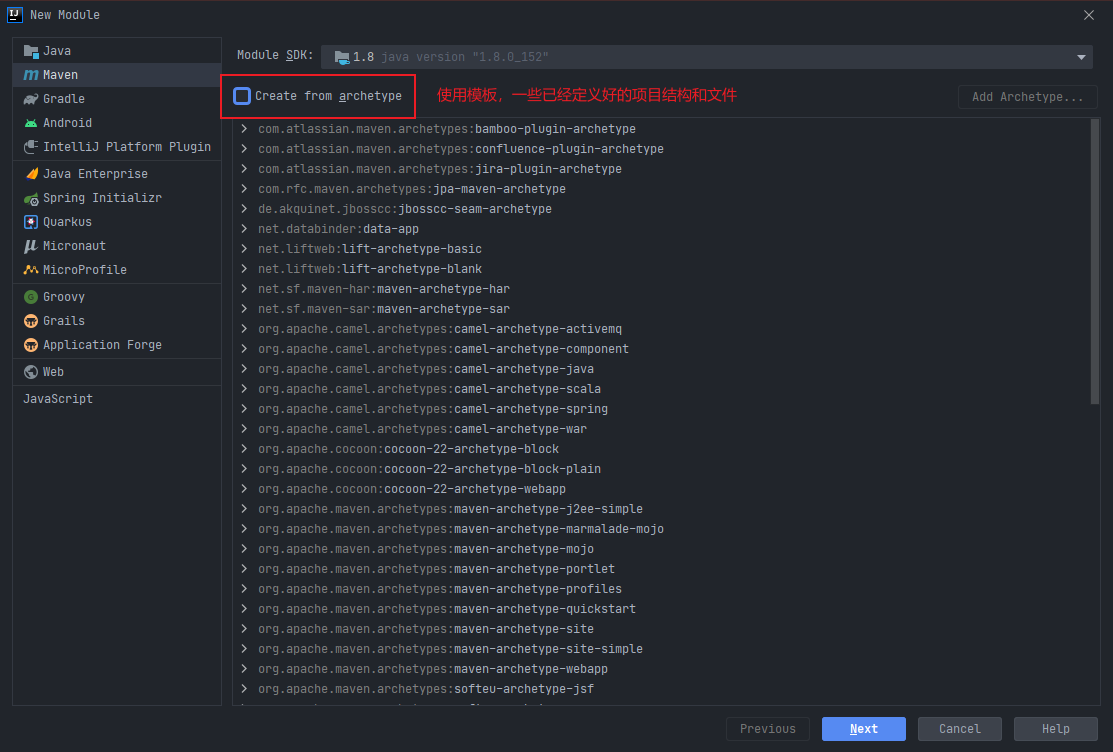 New Module
Java
Maven
Gradle
Android
IntelliJ Platform Plugin
Java Enterprise
Spring Initializr
Quarkus
Micronaut
MicroProfile
Groovy
Grails
Application Forge
Web
JavaScript
Module SDK: 1.8 java version "1.8.0_152"
Create from archetype 使用模板，一些已经定义好的项目结构和文件 Add Archetype...
com.atlassian.maven.archetypes:bamboo-plugin-archetype
com.atlassian.maven.archetypes:confluence-plugin-archetype
com.atlassian.maven.archetypes:jira-plugin-archetype
com.rfc.maven.archetypes:jpa-maven-archetype
de.akquinet.jbosscc:jbosscc-seam-archetype
net.databinder:data-app
net.liftweb:lift-archetype-basic
net.liftweb:lift-archetype-blank
net.sf.maven-har:maven-archetype-har
net.sf.maven-sar:maven-archetype-sar
org.apache.camel.archetypes:camel-archetype-activemq
org.apache.camel.archetypes:camel-archetype-component
org.apache.camel.archetypes:camel-archetype-java
org.apache.camel.archetypes:camel-archetype-scala
org.apache.camel.archetypes:camel-archetype-spring
org.apache.camel.archetypes:camel-archetype-war
org.apache.cocoon:cocoon-22-archetype-block
org.apache.cocoon:cocoon-22-archetype-block-plain
org.apache.cocoon:cocoon-22-archetype-webapp
org.apache.maven.archetypes:maven-archetype-j2ee-simple
org.apache.maven.archetypes:maven-archetype-marmalade-mojo
org.apache.maven.archetypes:maven-archetype-mojo
org.apache.maven.archetypes:maven-archetype-portlet
org.apache.maven.archetypes:maven-archetype-profiles
org.apache.maven.archetypes:maven-archetype-quickstart
org.apache.maven.archetypes:maven-archetype-site
org.apache.maven.archetypes:maven-archetype-site-simple
org.apache.maven.archetypes:maven-archetype-webapp
org.apache.maven.archetypes:softeu-archetype-jsf
Previous Next Cancel Help